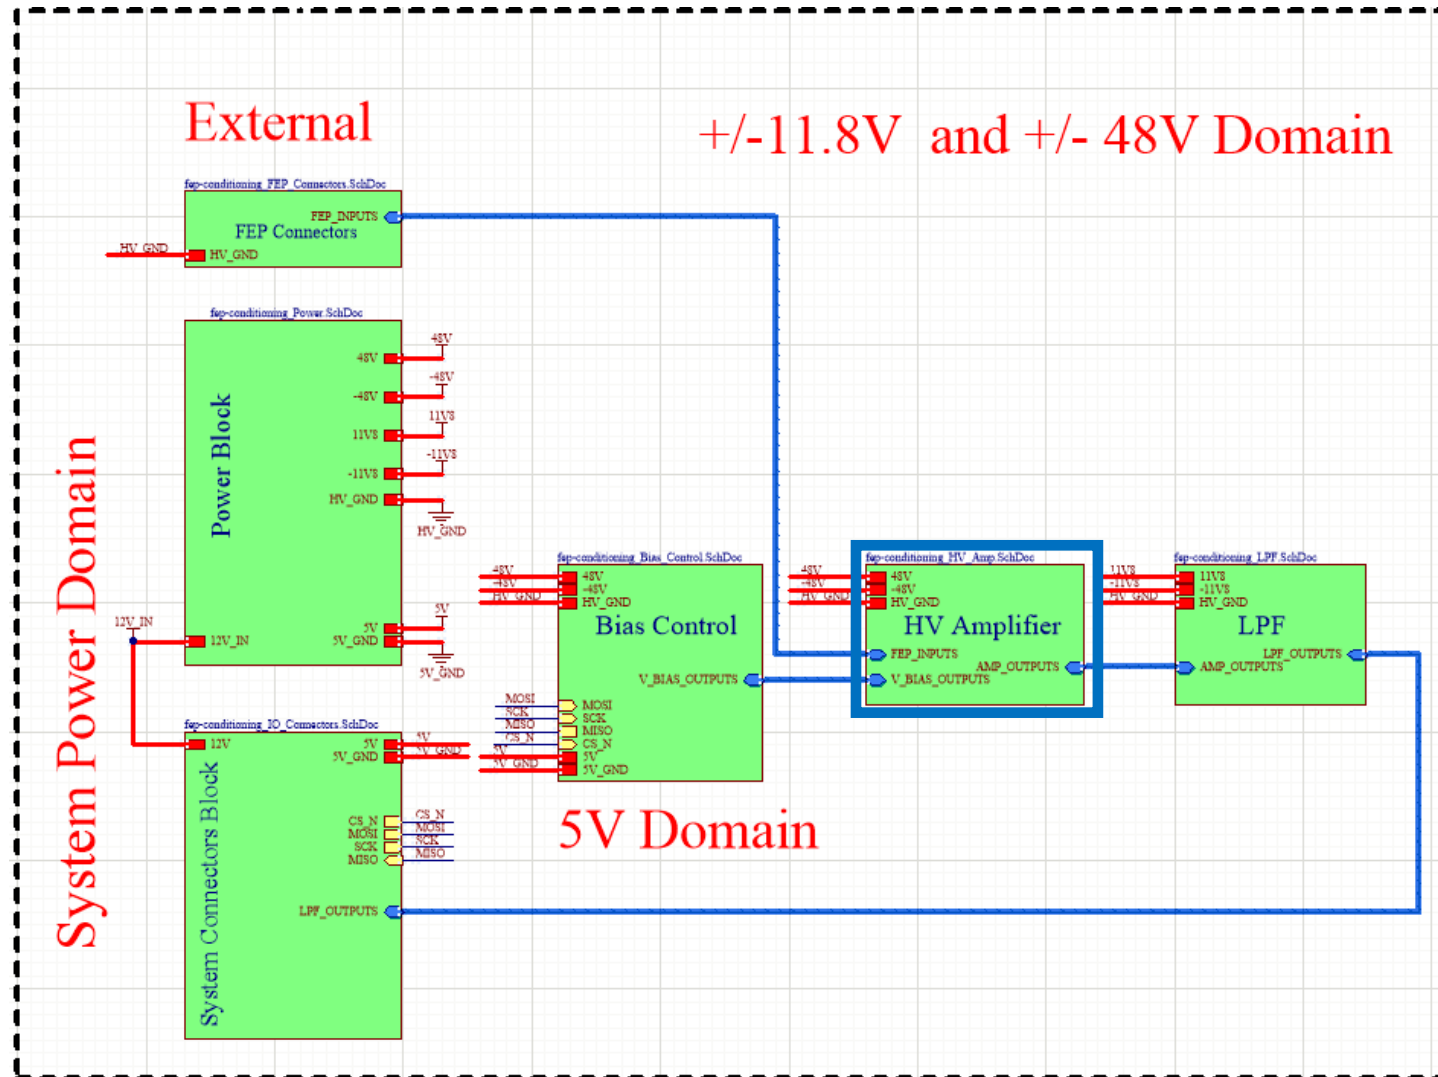 External
+/-11.8V and +/- 48V Domain
fep-conditioning_FEP_Connectors.SchDoc
FEP_INPUTS
FEP Connectors
HV_GND
HV_GND
fep-conditioning_Power.SchDoc
Power Block
48V
48V
-48V
-48V
11V8
11V8
-11V8
-11V8
HV_GND
HV_GND
5V
5V
5V_GND
5V_GND
12V_IN
12V_IN
System Power Domain
fep-conditioning_IO_Connectors.SchDoc
System Connectors Block
12V
5V
5V
5V_GND
5V_GND
CS_N
CS_N
MOSI
MOSI
SCK
SCK
MISO
MISO
LPF_OUTPUTS
fep-conditioning_Bias_Control.SchDoc
48V
48V
-48V
-48V
HV_GND
HV_GND
Bias Control
V_BIAS_OUTPUTS
MOSI
MOSI
SCK
SCK
MISO
MISO
CS_N
CS_N
5V
5V
5V_GND
5V_GND
5V Domain
fep-conditioning_HV_Amp.SchDoc
48V
48V
-48V
-48V
HV_GND
HV_GND
HV Amplifier
FEP_INPUTS
AMP_OUTPUTS
V_BIAS_OUTPUTS
fep-conditioning_LPF.SchDoc
11V8
11V8
-11V8
-11V8
HV_GND
HV_GND
LPF
LPF_OUTPUTS
AMP_OUTPUTS